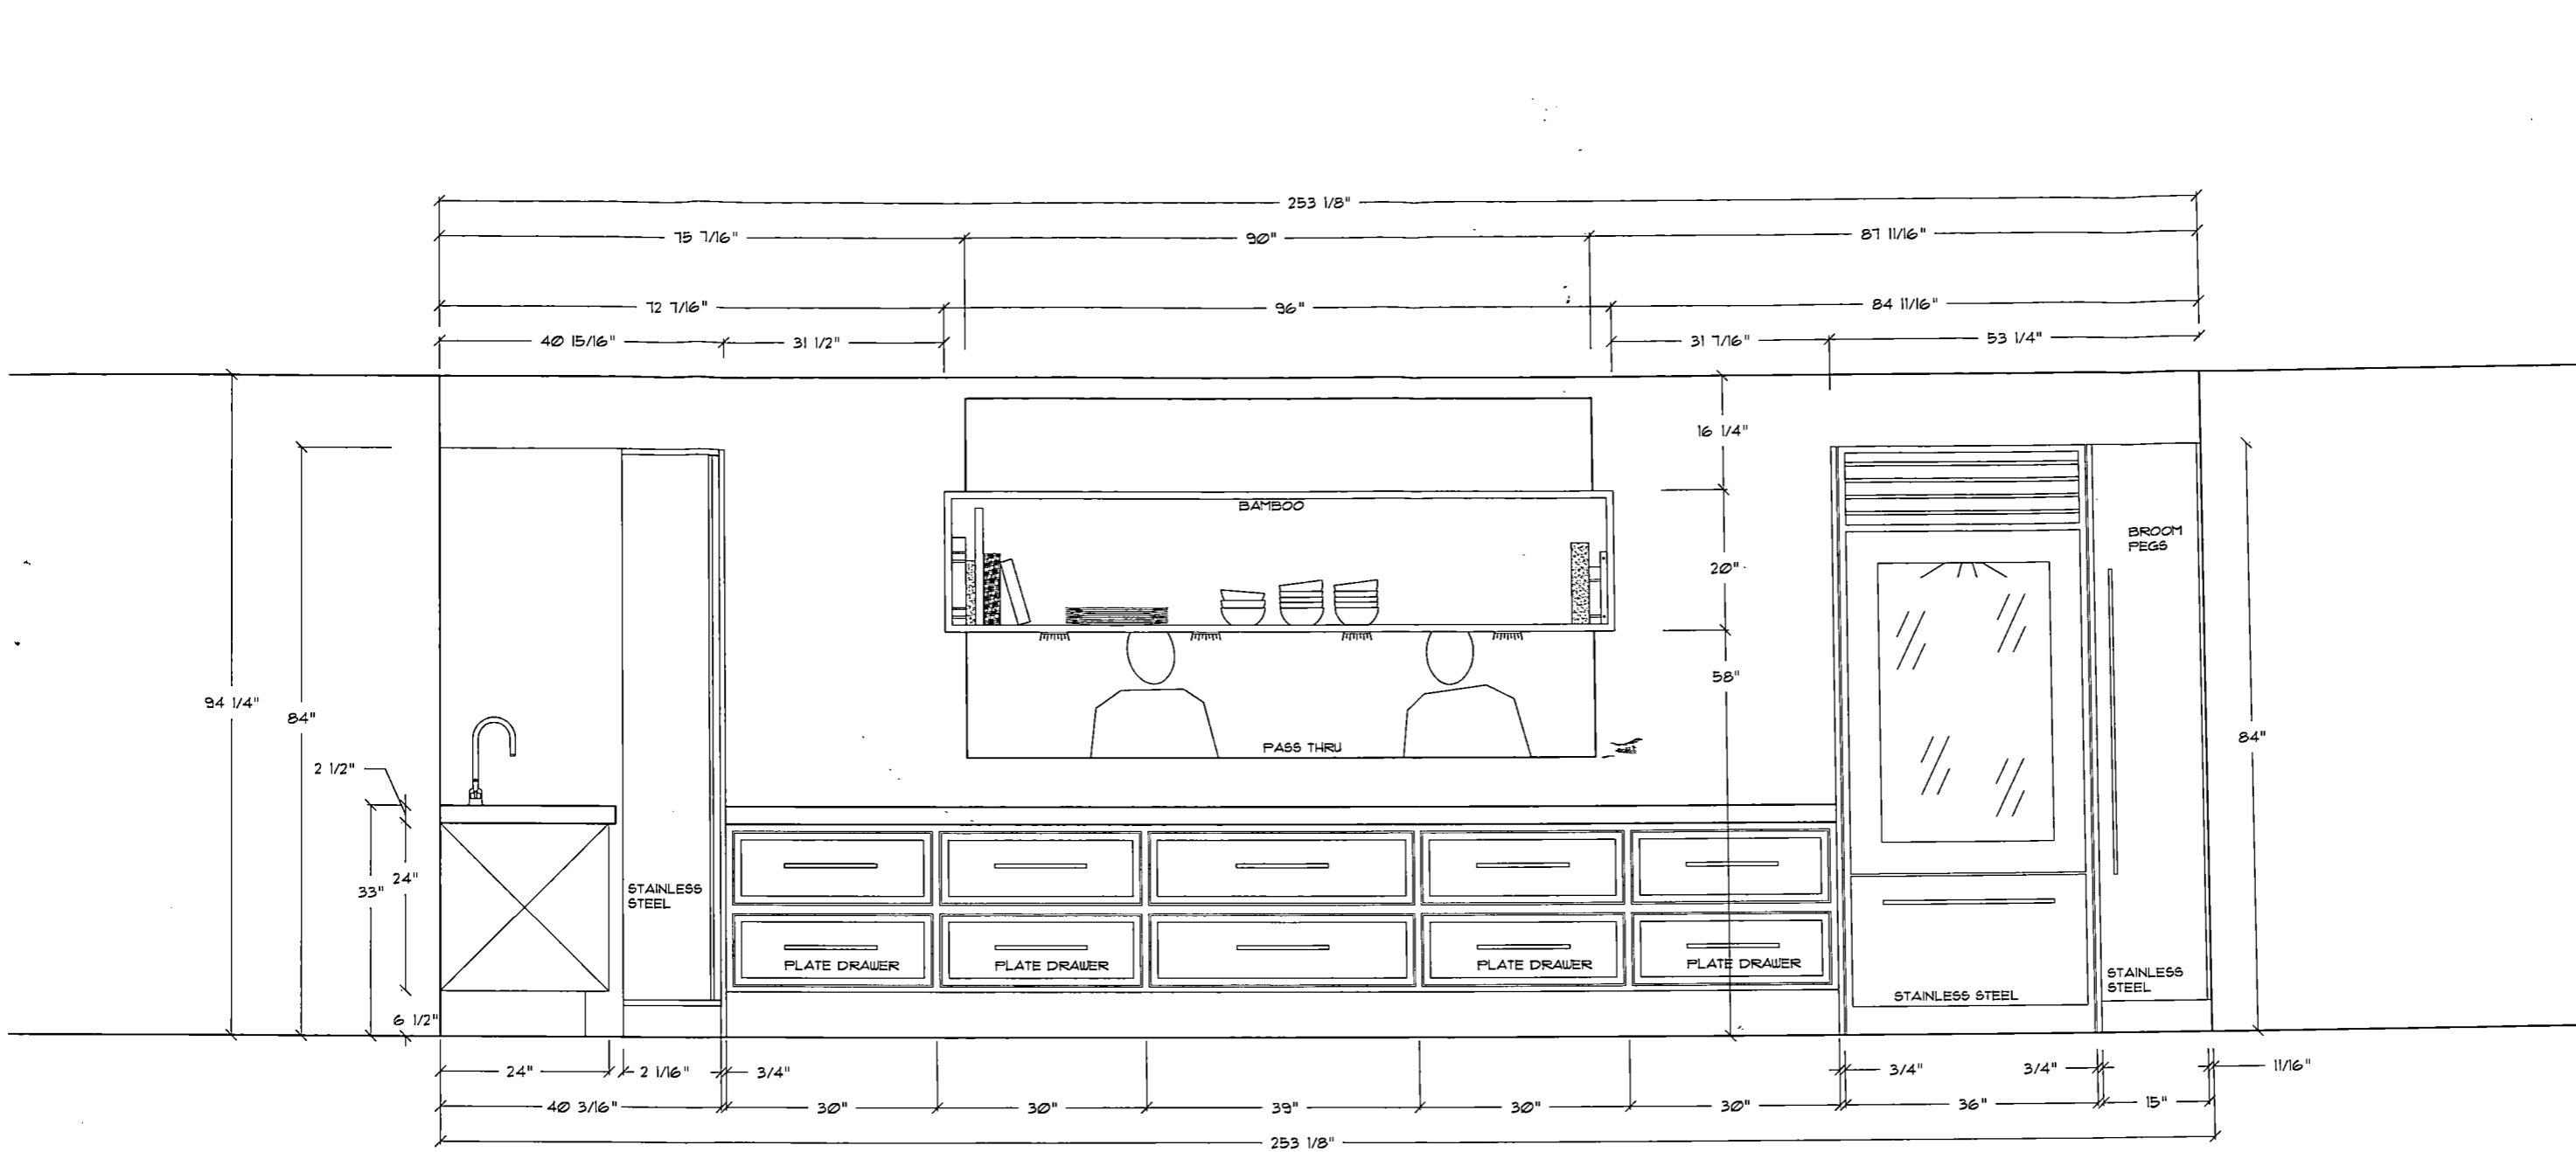 253 1/8"
75 7/16"
90"
87 11/16"
72 7/16"
96"
84 11/16"
40 15/16"
31 1/2"
31 7/16"
53 1/4"
16 1/4"
BAMBOO
BROOM
PEGS
20"
58"
94 1/4"
84"
84"
PASS THRU
2 1/2"
33"
24"
STAINLESS
STEEL
PLATE DRAWER
PLATE DRAWER
PLATE DRAWER
PLATE DRAWER
STAINLESS
STEEL
STAINLESS STEEL
6 1/2"
24"
2 1/16"
3/4"
3/4"
3/4"
11/16"
40 3/16"
30"
30"
39"
30"
30"
36"
15"
253 1/8"